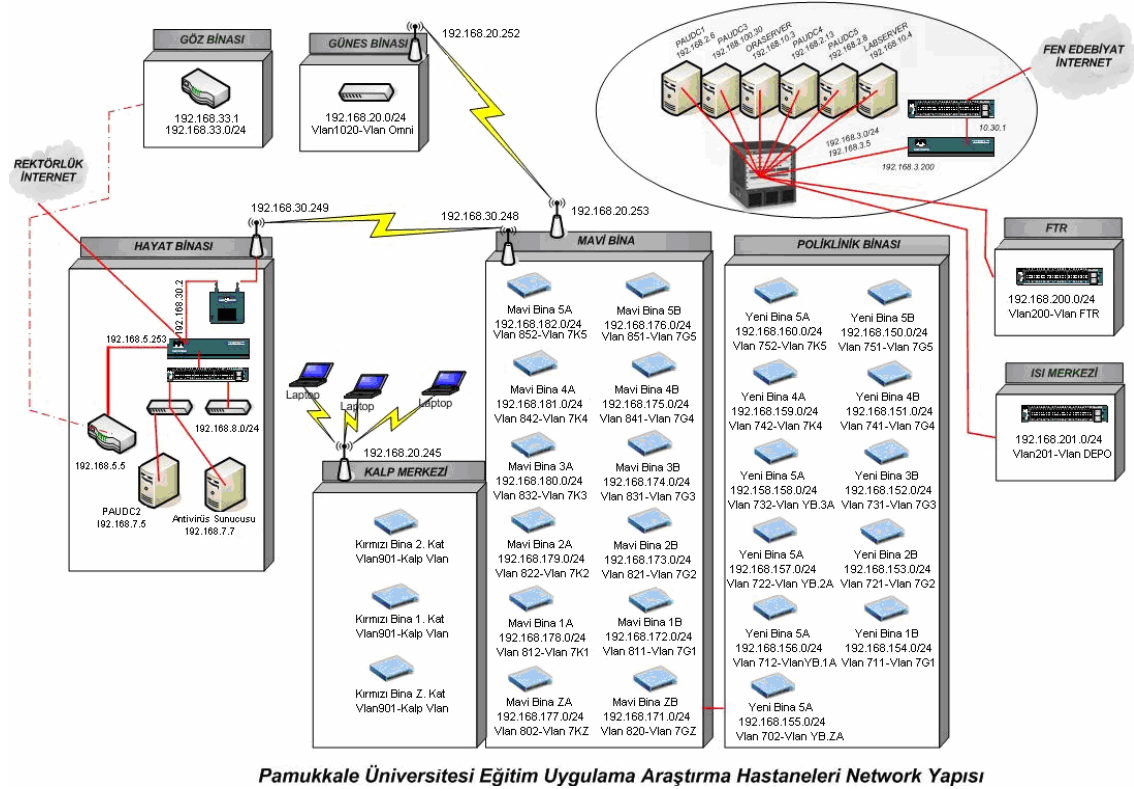 GÖZ BİNASI
192.168.33.1
192.168.33.0/24
GÜNES BİNASI
192.168.20.0/24
Vlan1020-Vlan Omni
192.168.20.252
PAUDC1
192.168.2.6
PAUDC3
192.168.100.30
ORASERVER
192.168.10.3
PAUDC4
192.168.2.13
PAUDC5
192.168.2.8
LABSERVER
192.168.10.4
FEN EDEBİYAT
İNTERNET
10.30.1
192.168.3.0/24
192.168.3.5
192.168.3.200
REKTÖRLÜK
İNTERNET
192.168.30.249
192.168.30.248
192.168.20.253
HAYAT BİNASI
192.168.30.2
192.168.5.253
192.168.8.0/24
192.168.5.5
PAUDC2
192.168.7.5
Antivirüs Sunucusu
192.168.7.7
Laptop
Laptop
Laptop
192.168.20.245
KALP MERKEZİ
Kırmızı Bina 2. Kat
Vlan901-Kalp Vlan
Kırmızı Bina 1. Kat
Vlan901-Kalp Vlan
Kırmızı Bina Z. Kat
Vlan901-Kalp Vlan
MAVİ BİNA
Mavi Bina 5A
192.168.182.0/24
Vlan 852-Vlan 7K5
Mavi Bina 5B
192.168.176.0/24
Vlan 851-Vlan 7G5
Mavi Bina 4A
192.168.181.0/24
Vlan 842-Vlan 7K4
Mavi Bina 4B
192.168.175.0/24
Vlan 841-Vlan 7G4
Mavi Bina 3A
192.168.180.0/24
Vlan 832-Vlan 7K3
Mavi Bina 3B
192.168.174.0/24
Vlan 831-Vlan 7G3
Mavi Bina 2A
192.168.179.0/24
Vlan 822-Vlan 7K2
Mavi Bina 2B
192.168.173.0/24
Vlan 821-Vlan 7G2
Mavi Bina 1A
192.168.178.0/24
Vlan 812-Vlan 7K1
Mavi Bina 1B
192.168.172.0/24
Vlan 811-Vlan 7G1
Mavi Bina ZA
192.168.177.0/24
Vlan 802-Vlan 7KZ
Mavi Bina ZB
192.168.171.0/24
Vlan 820-Vlan 7GZ
POLİKLİNİK BİNASI
Yeni Bina 5A
192.168.160.0/24
Vlan 752-Vlan 7K5
Yeni Bina 5B
192.168.150.0/24
Vlan 751-Vlan 7G5
Yeni Bina 4A
192.168.159.0/24
Vlan 742-Vlan 7K4
Yeni Bina 4B
192.168.151.0/24
Vlan 741-Vlan 7G4
Yeni Bina 5A
192.158.158.0/24
Vlan 732-Vlan YB.3A
Yeni Bina 3B
192.168.152.0/24
Vlan 731-Vlan 7G3
Yeni Bina 5A
192.168.157.0/24
Vlan 722-Vlan YB.2A
Yeni Bina 2B
192.168.153.0/24
Vlan 721-Vlan 7G2
Yeni Bina 5A
192.168.156.0/24
Vlan 712-VlanYB.1A
Yeni Bina 1B
192.168.154.0/24
Vlan 711-Vlan 7G1
Yeni Bina 5A
192.168.155.0/24
Vlan 702-Vlan YB.ZA
FTR
192.168.200.0/24
Vlan200-Vlan FTR
ISI MERKEZİ
192.168.201.0/24
Vlan201-Vlan DEPO
Pamukkale Üniversitesi Eğitim Uygulama Araştırma Hastaneleri Network Yapısı